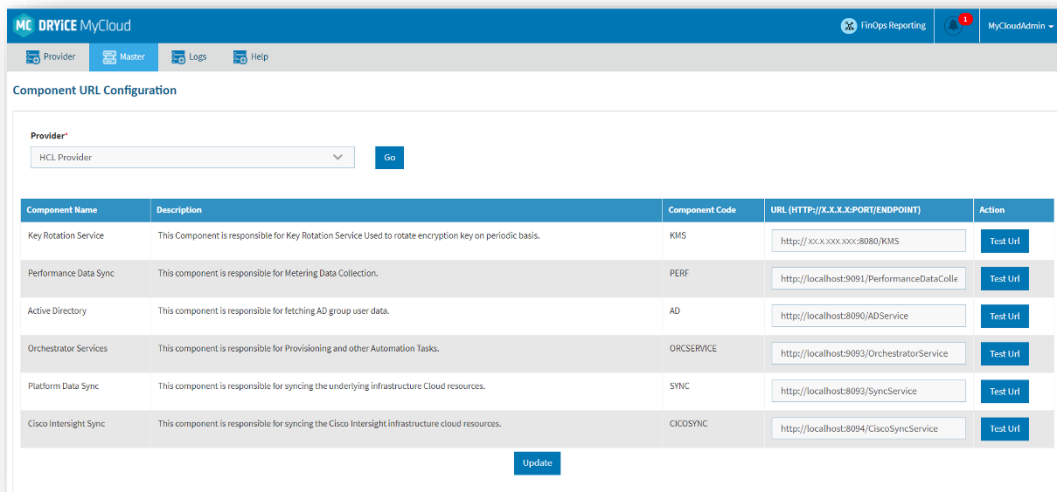 MC DRYiCE MyCloud FinOps Reporting 1 MyCloudAdmin
Provider Master Logs Help
Component URL Configuration
Provider*
HCL Provider Go
Component Name Description Component Code URL (HTTP://X.X.X.X:PORT/ENDPOINT) Action
Key Rotation Service This Component is responsible for Key Rotation Service Used to rotate encryption key on periodic basis. KMS http:// xx.x.xxx.xxx:8080/KMS Test Url
Performance Data Sync This component is responsible for Metering Data Collection. PERF http://localhost:9091/PerformanceDataColle Test Url
Active Directory This component is responsible for fetching AD group user data. AD http://localhost:8090/ADService Test Url
Orchestrator Services This component is responsible for Provisioning and other Automation Tasks. ORCSERVICE http://localhost:9093/OrchestratorService Test Url
Platform Data Sync This component is responsible for syncing the underlying infrastructure Cloud resources. SYNC http://localhost:8093/SyncService Test Url
Cisco Intersight Sync This component is responsible for syncing the Cisco Intersight infrastructure cloud resources. CICOSYNC http://localhost:8094/CiscoSyncService Test Url
Update